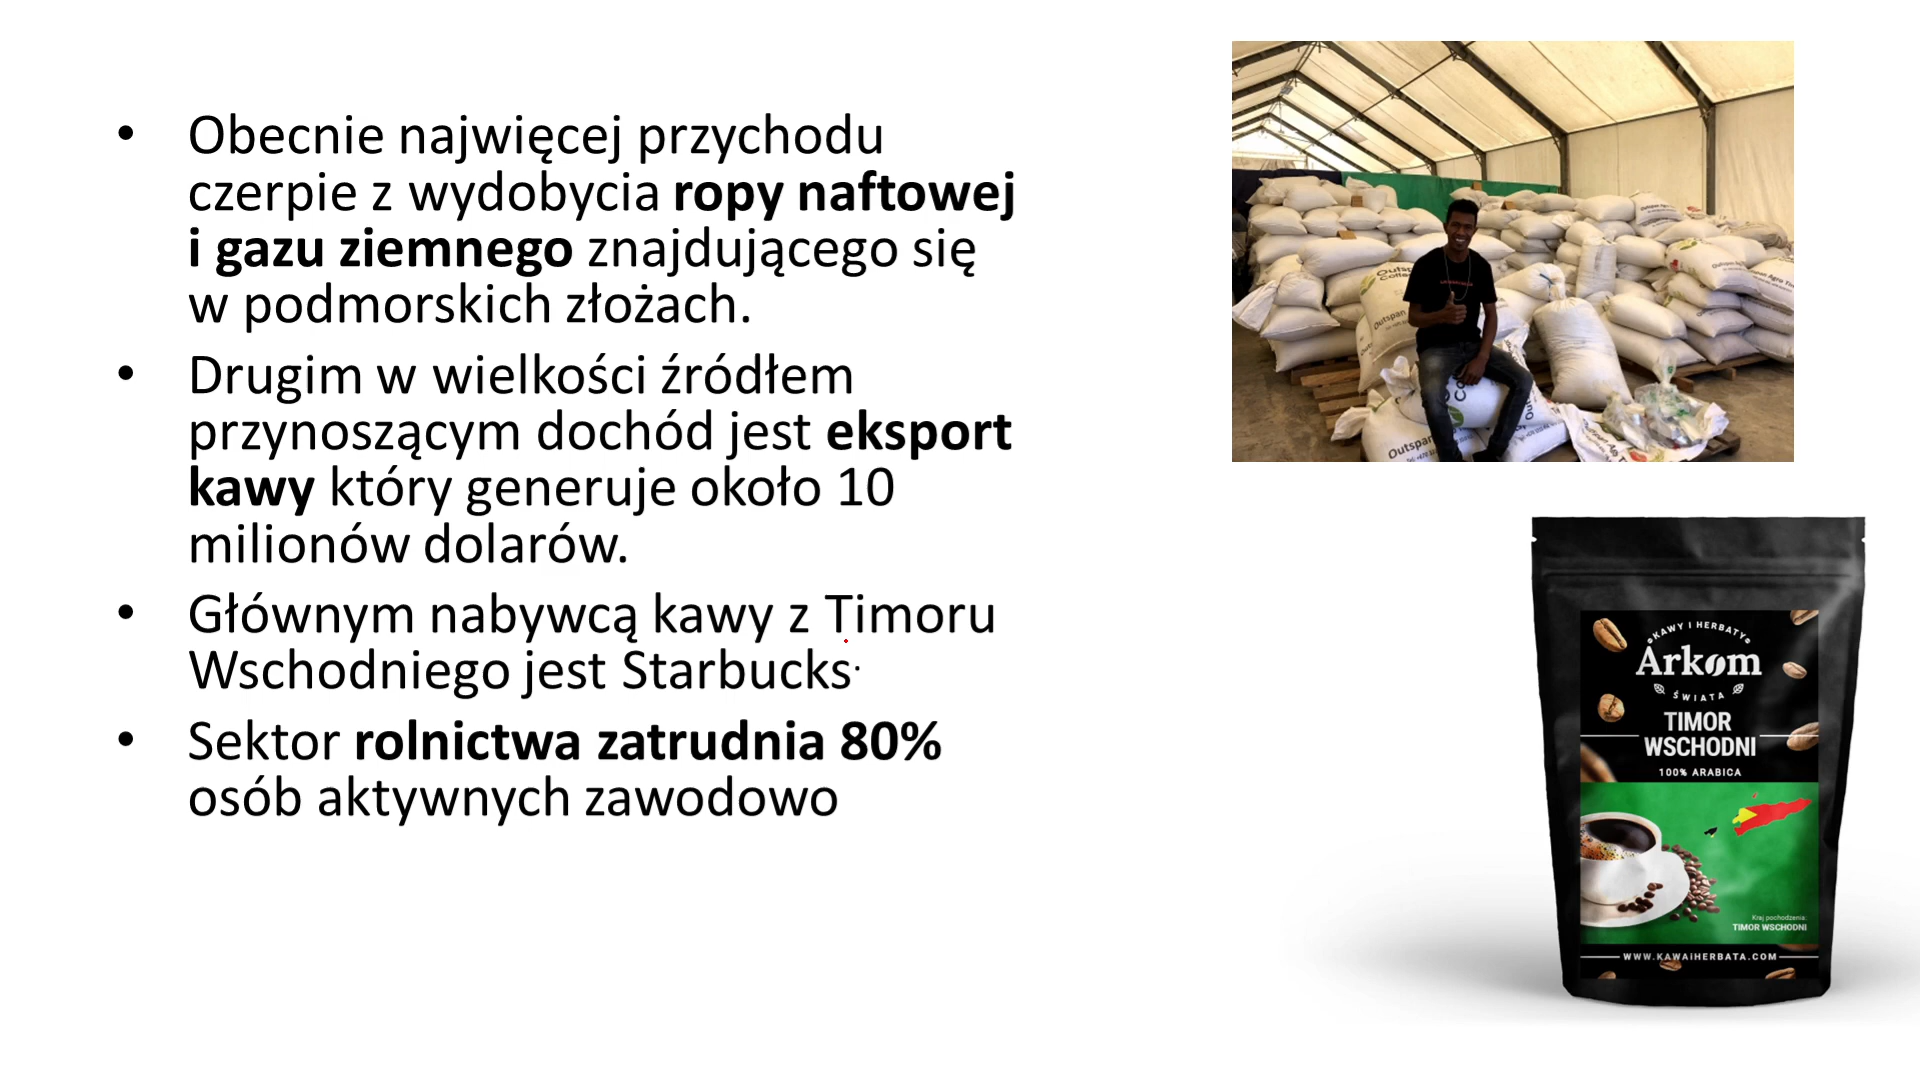 • Obecnie najwięcej przychodu
czerpie z wydobycia ropy naftowej
i gazu ziemnego znajdującego się
w podmorskich złożach.
• Drugim w wielkości źródłem
przynoszącym dochód jest eksport
kawy który generuje około 10
milionów dolarów.
• Głównym nabywcą kawy z Timoru
Wschodniego jest Starbucks.
• Sektor rolnictwa zatrudnia 80%
osób aktywnych zawodowo
Outspan
Outspan
KAWY I HERBATY
Arkom
ŚWIATA
TIMOR
WSCHODNI
100% ARABICA
Kraj pochodzenia:
TIMOR WSCHODNI
WWW.KAWAiHERBATA.COM